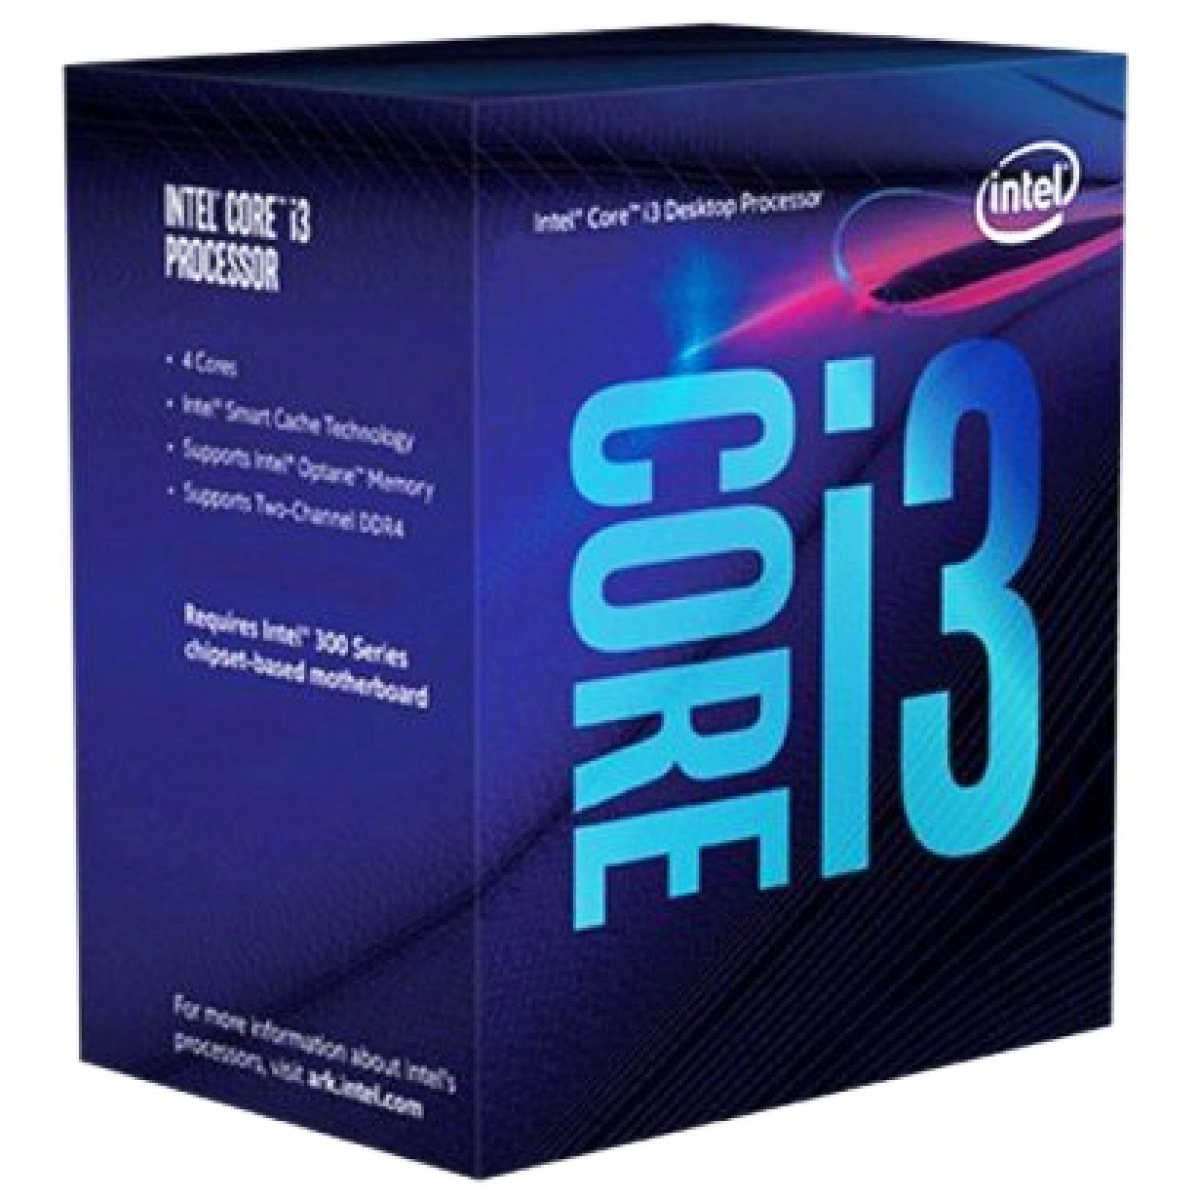 INTEL® CORE™ i3
PROCESSOR
• 4 Cores
• Intel® Smart Cache Technology
• Supports Intel® Optane™ Memory
• Supports Two-Channel DDR4
Requires Intel® 300 Series
chipset-based motherboard
For more information about Intel's
processors, visit ark.intel.com
Intel® Core™ i3 Desktop Processor
intel®
CORE i3